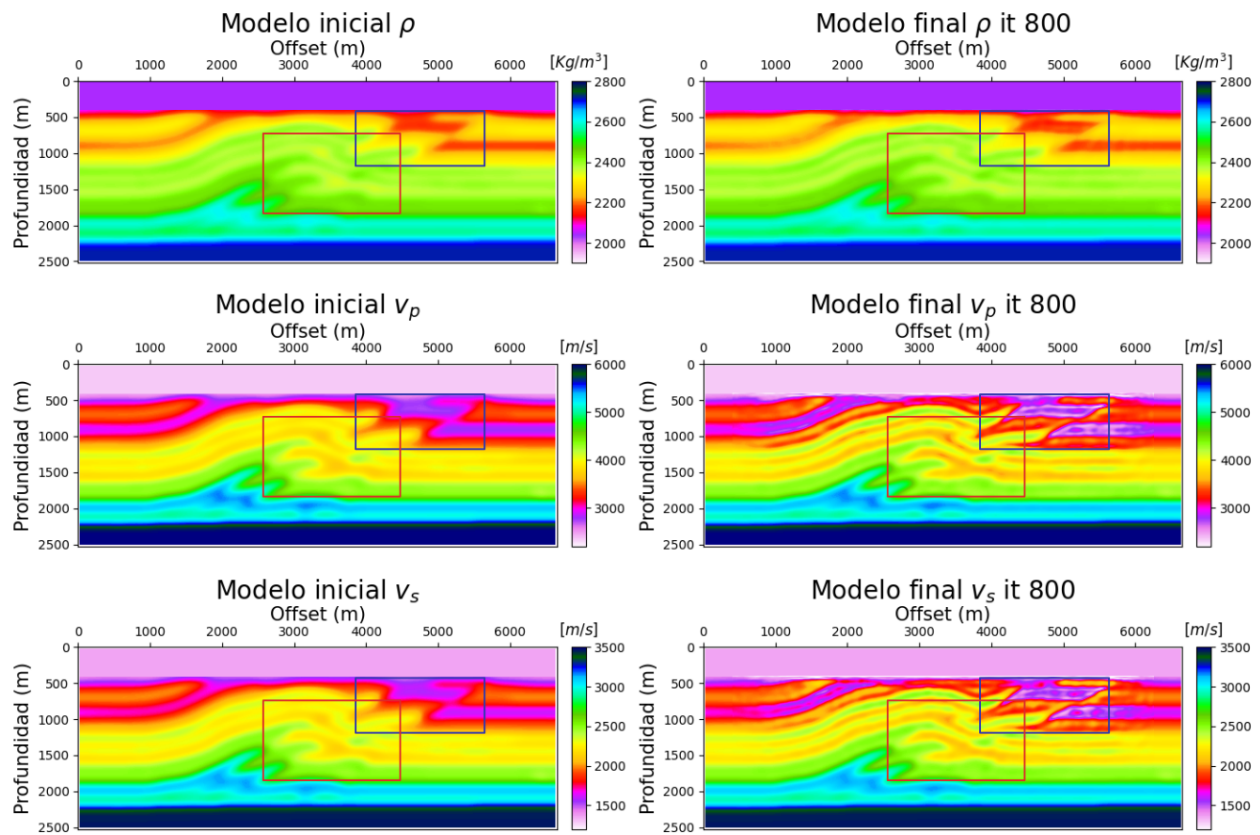 Modelo inicial ρ
Offset (m)
0 1000 2000 3000 4000 5000 6000 [Kg/m³]
Profundidad (m)
0
500
1000
1500
2000
2500
2800
2600
2400
2200
2000
Modelo final ρ it 800
Offset (m)
0 1000 2000 3000 4000 5000 6000 [Kg/m³]
Profundidad (m)
0
500
1000
1500
2000
2500
2800
2600
2400
2200
2000
Modelo inicial vₚ
Offset (m)
0 1000 2000 3000 4000 5000 6000 [m/s]
Profundidad (m)
0
500
1000
1500
2000
2500
6000
5000
4000
3000
Modelo final vₚ it 800
Offset (m)
0 1000 2000 3000 4000 5000 6000 [m/s]
Profundidad (m)
0
500
1000
1500
2000
2500
6000
5000
4000
3000
Modelo inicial vₛ
Offset (m)
0 1000 2000 3000 4000 5000 6000 [m/s]
Profundidad (m)
0
500
1000
1500
2000
2500
3500
3000
2500
2000
1500
Modelo final vₛ it 800
Offset (m)
0 1000 2000 3000 4000 5000 6000 [m/s]
Profundidad (m)
0
500
1000
1500
2000
2500
3500
3000
2500
2000
1500